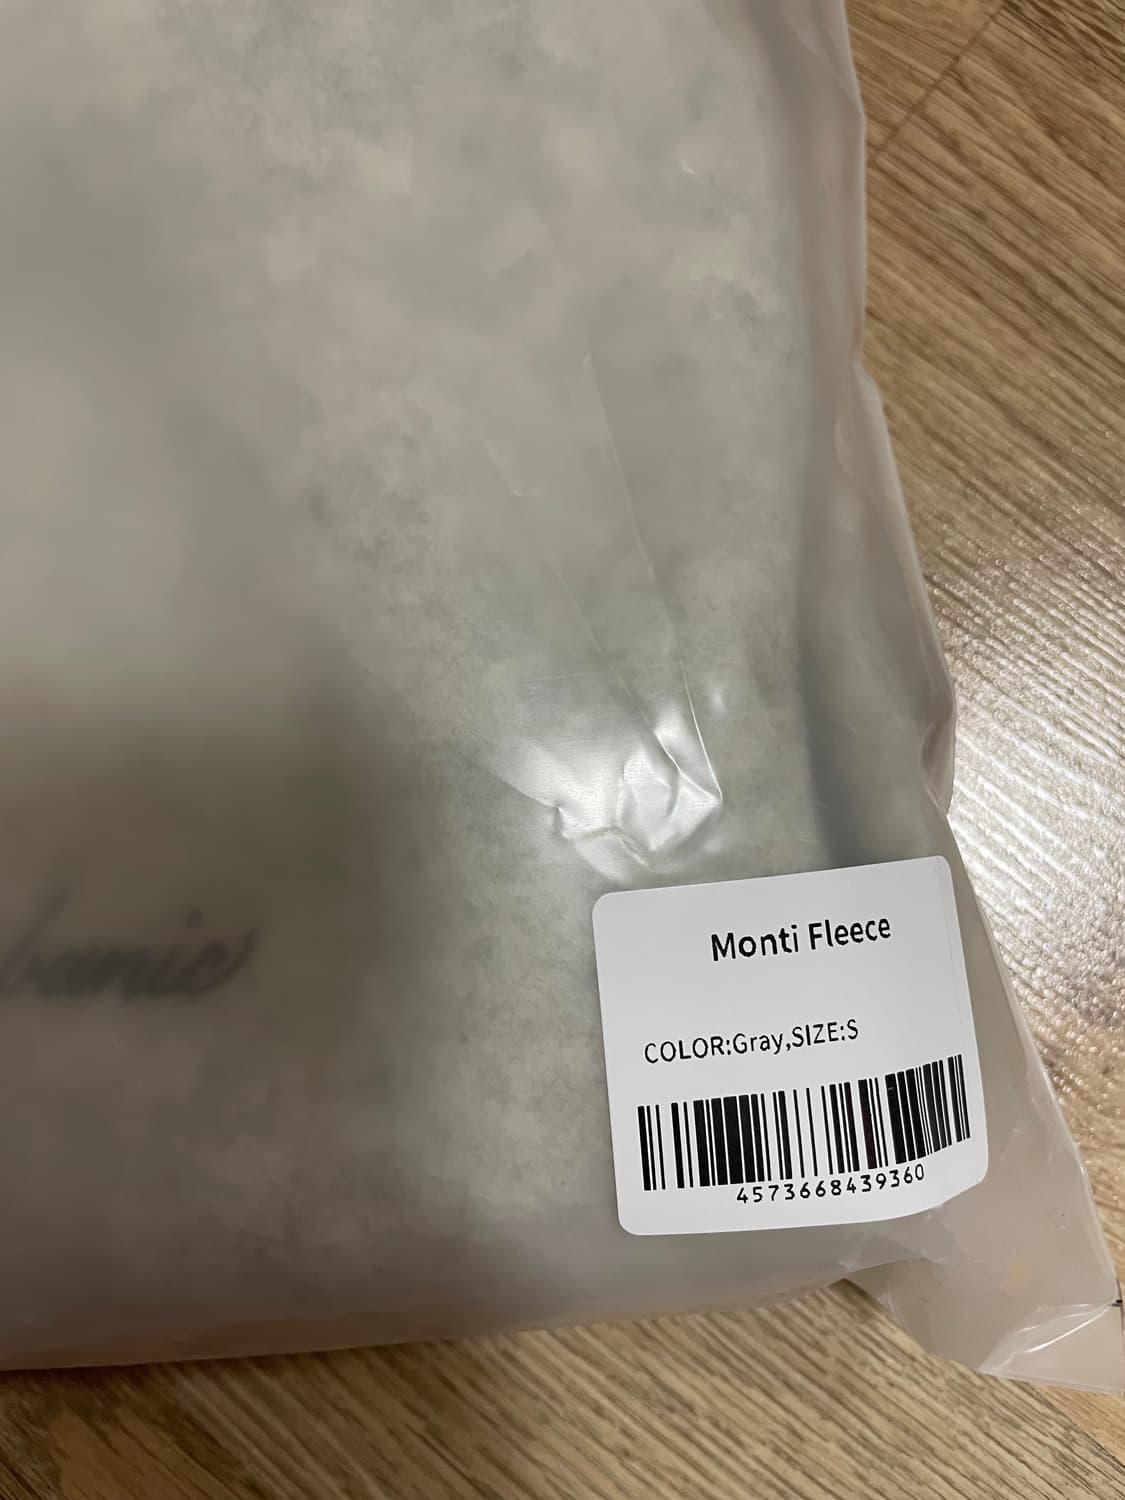 Monti Fleece
COLOR:Gray,SIZE:S
4573668439360